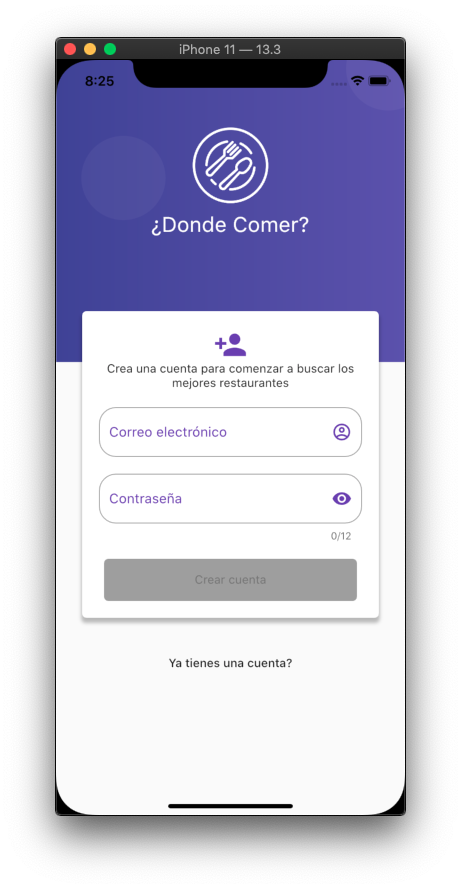 iPhone 11 — 13.3
8:25
¿Donde Comer?
Crea una cuenta para comenzar a buscar los
mejores restaurantes
Correo electrónico
Contraseña
0/12
Crear cuenta
Ya tienes una cuenta?